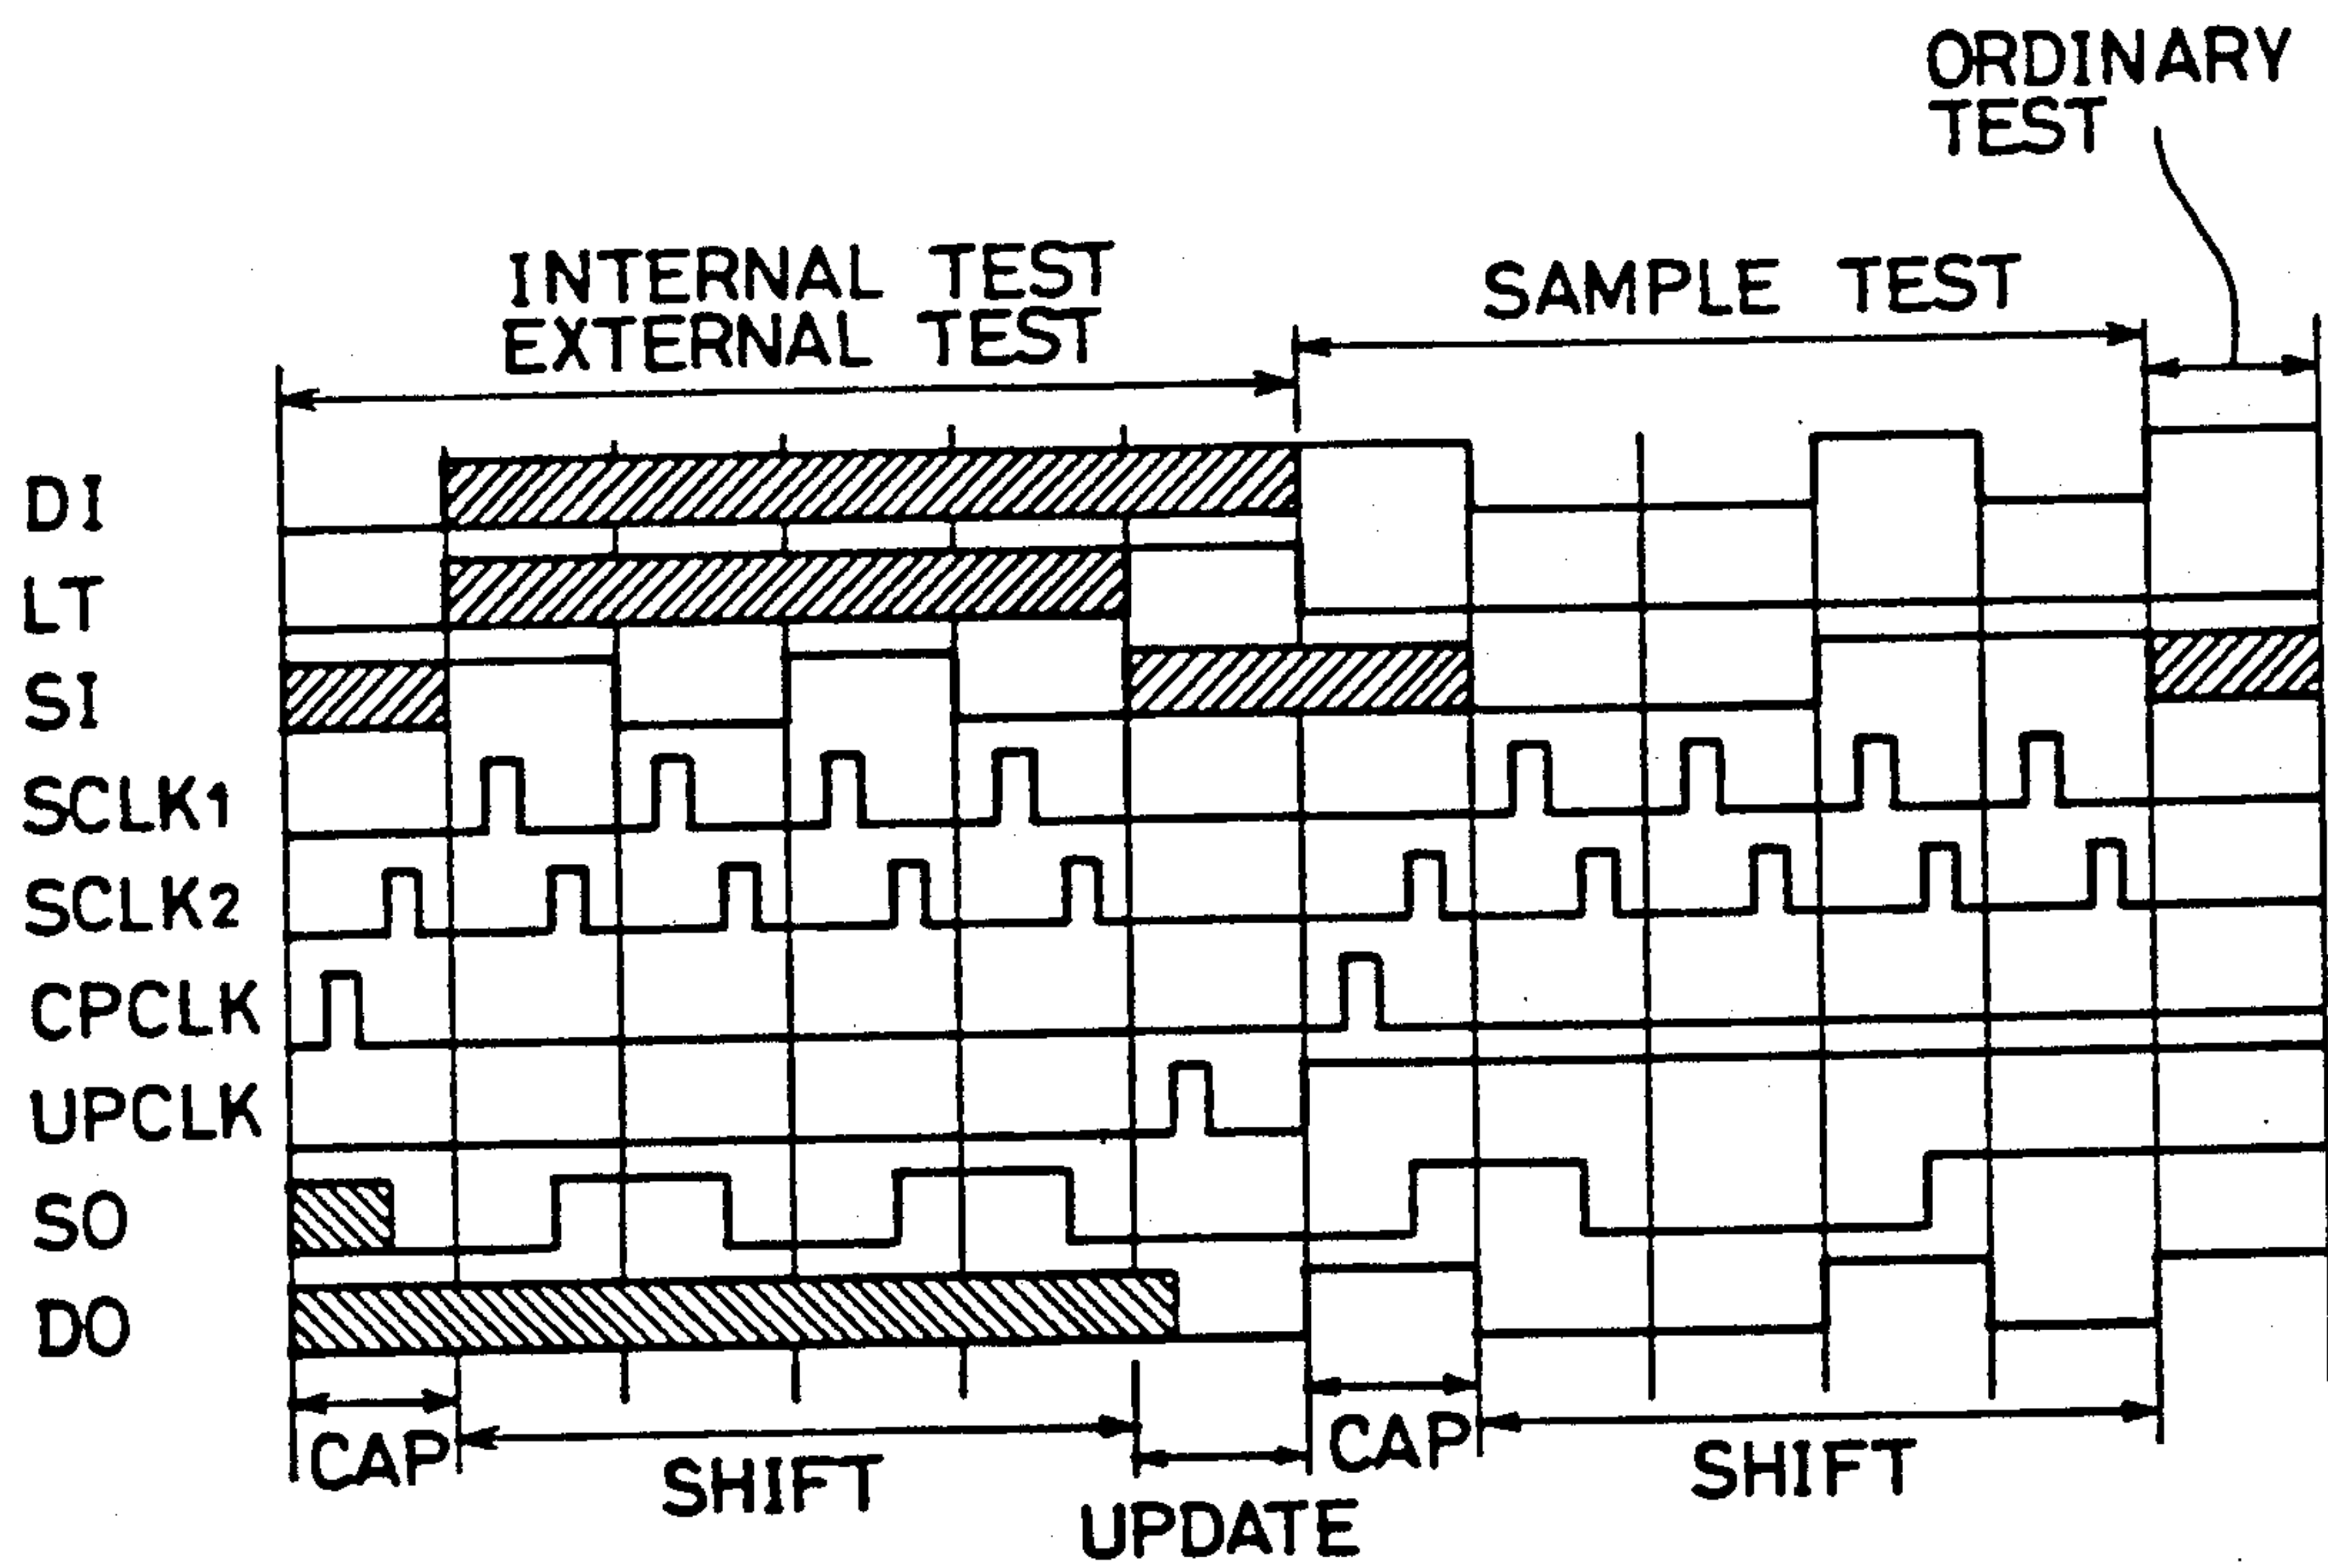 ORDINARY
TEST
INTERNAL TEST
EXTERNAL TEST
SAMPLE TEST
DI
LT
SI
SCLK1
SCLK2
CPCLK
UPCLK
SO
DO
CAP
SHIFT
UPDATE
CAP
SHIFT